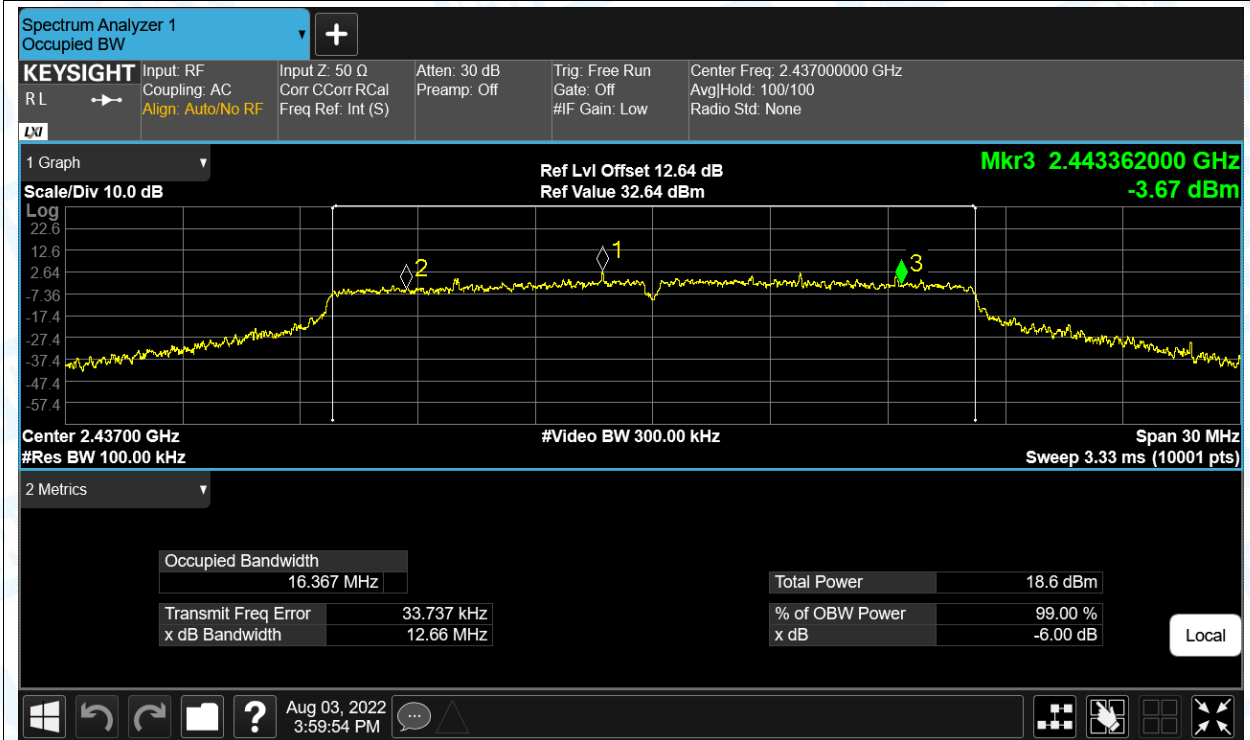 Spectrum Analyzer 1
Occupied BW
KEYSIGHT
R L
LXI
Input: RF
Coupling: AC
Align: Auto/No RF
Input Z: 50 Ω
Corr CCorr RCal
Freq Ref: Int (S)
Atten: 30 dB
Preamp: Off
Trig: Free Run
Gate: Off
#IF Gain: Low
Center Freq: 2.437000000 GHz
Avg|Hold: 100/100
Radio Std: None
1 Graph
Scale/Div 10.0 dB
Ref Lvl Offset 12.64 dB
Ref Value 32.64 dBm
Mkr3 2.443362000 GHz
-3.67 dBm
Log
22.6
12.6
2.64
-7.36
-17.4
-27.4
-37.4
-47.4
-57.4
2
1
3
Center 2.43700 GHz
#Video BW 300.00 kHz
Span 30 MHz
#Res BW 100.00 kHz
Sweep 3.33 ms (10001 pts)
2 Metrics
Occupied Bandwidth
16.367 MHz
Total Power 18.6 dBm
Transmit Freq Error 33.737 kHz
% of OBW Power 99.00 %
x dB Bandwidth 12.66 MHz
x dB -6.00 dB
Local
?
Aug 03, 2022
3:59:54 PM